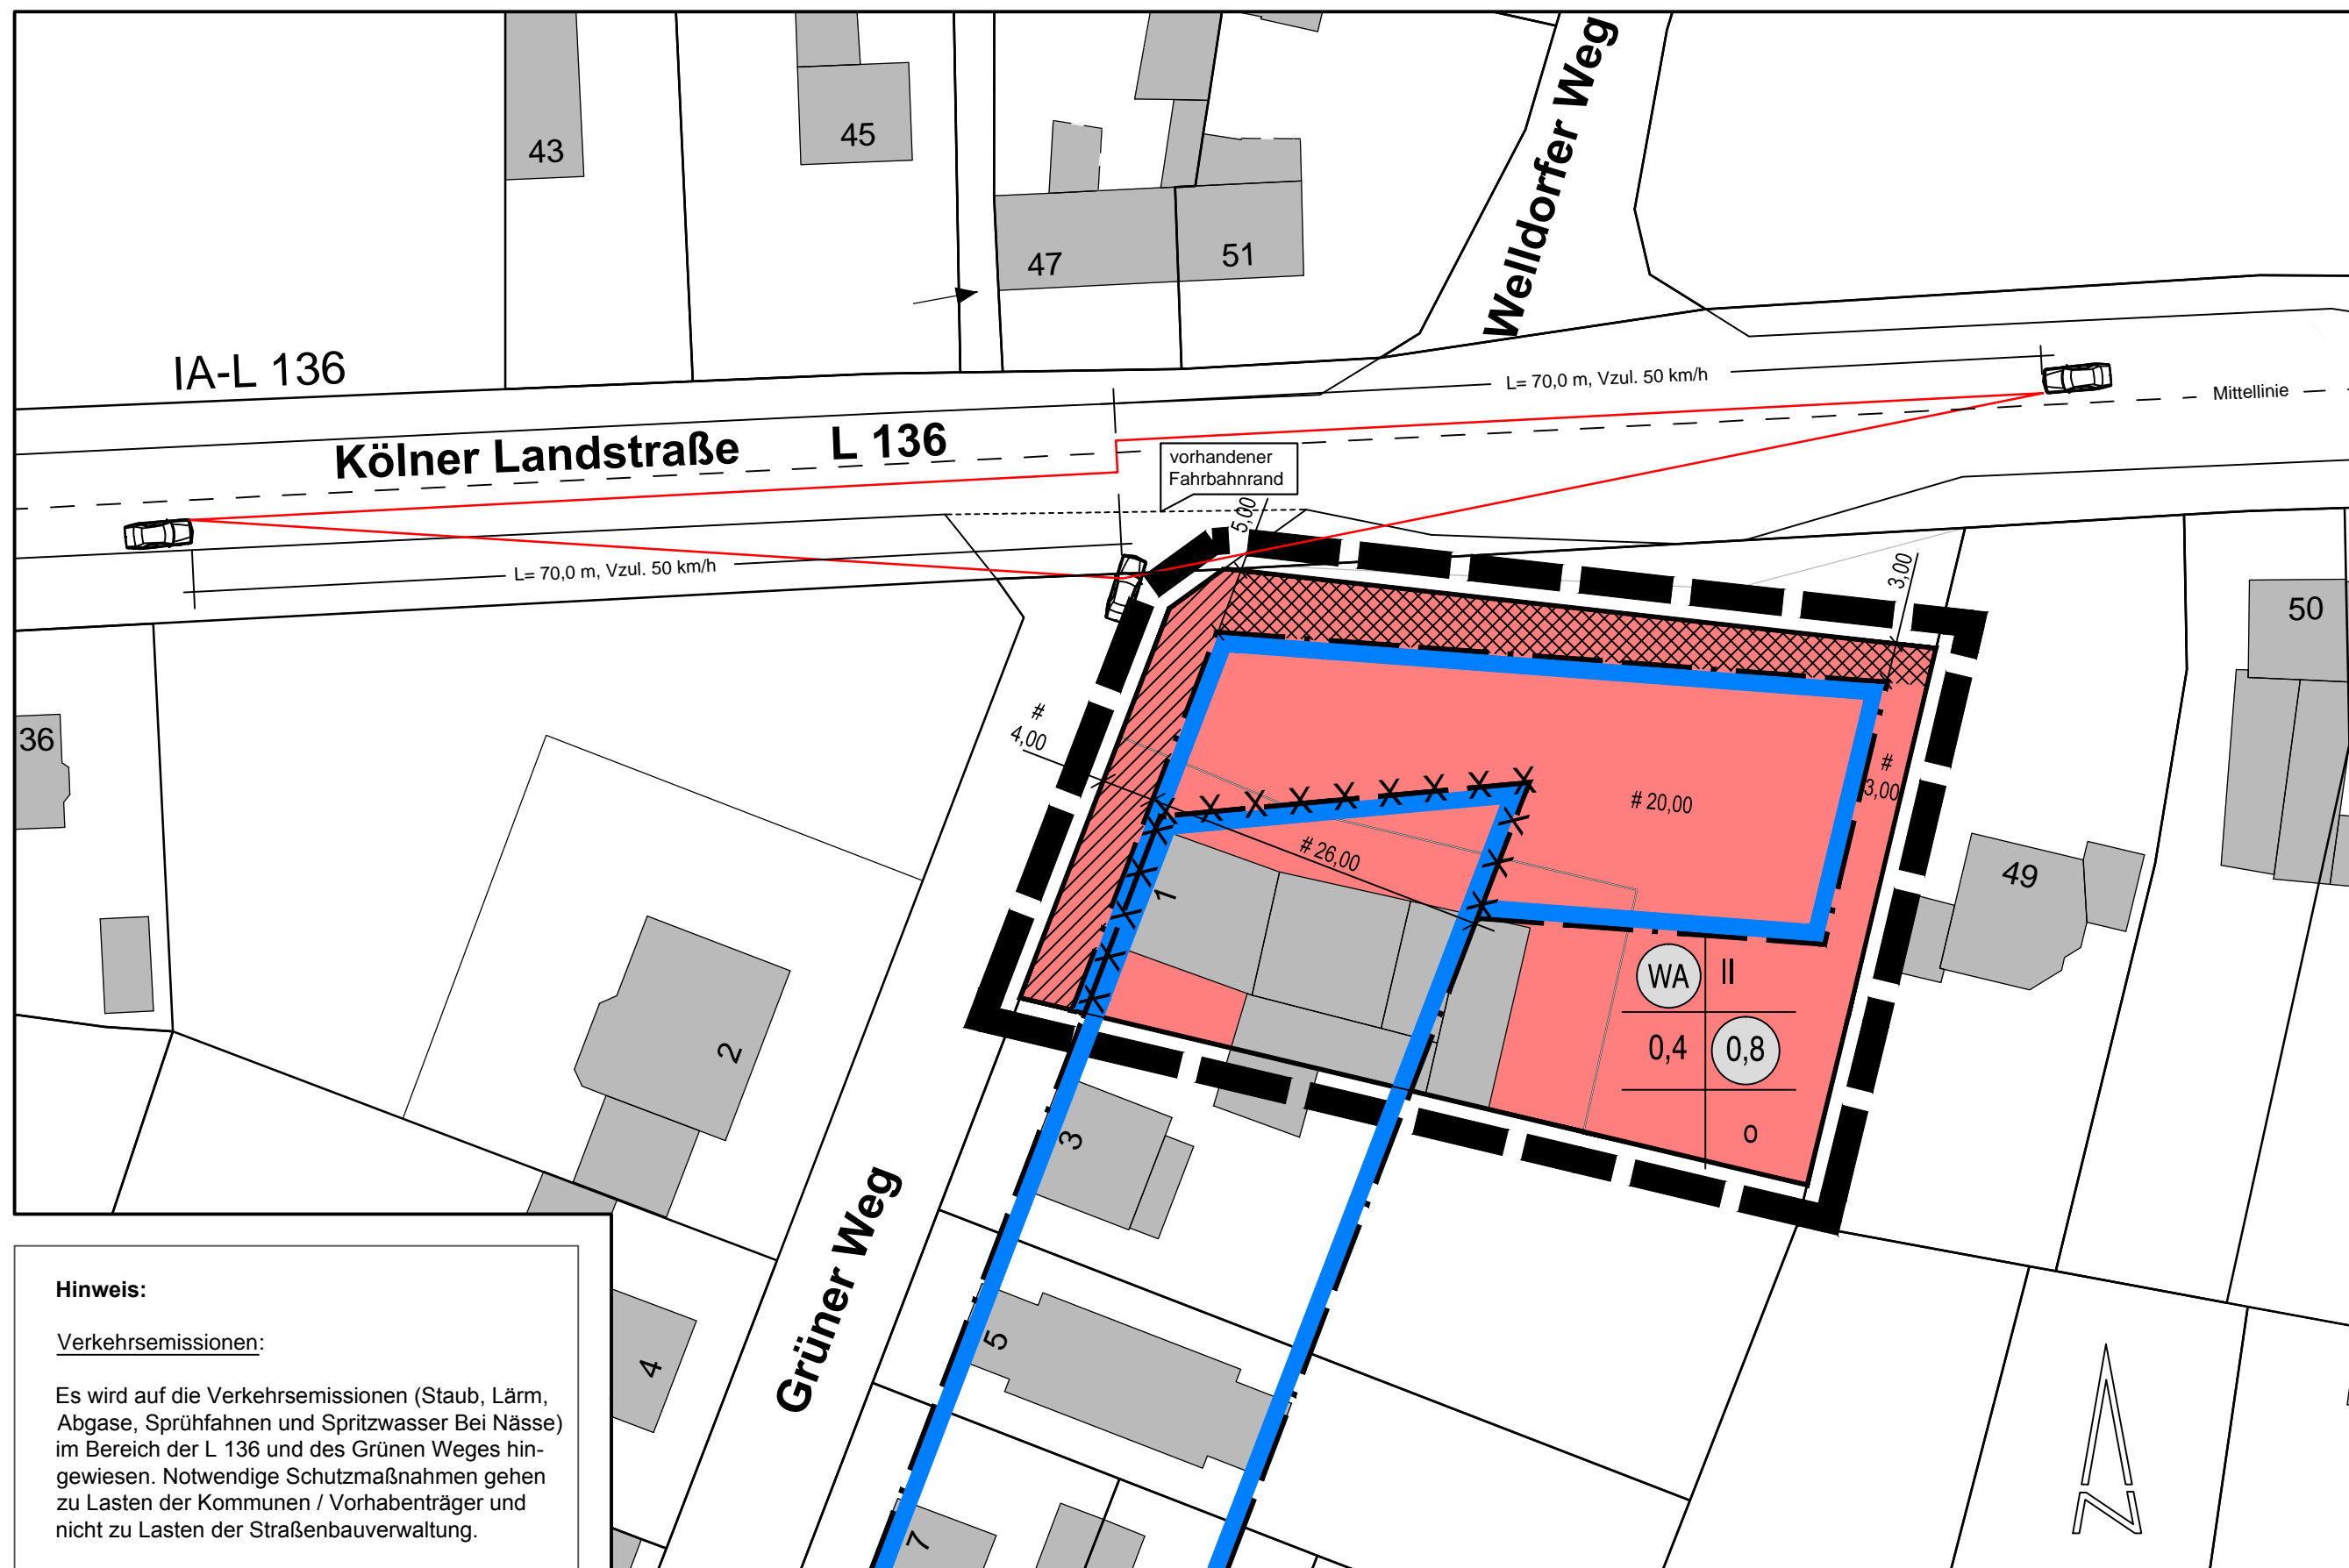 43
45
47
51
Welldorfer Weg
IA-L 136
L= 70,0 m, Vzul. 50 km/h
Mittellinie
Kölner Landstraße L 136
vorhandener
Fahrbahnrand
5,00
L= 70,0 m, Vzul. 50 km/h
3,00
50
36
#
4,00
#
3,00
# 20,00
# 26,00
1
49
WA II
0,4 0,8
o
2
3
Grüner Weg
5
4
7
N
Hinweis:
Verkehrsemissionen:
Es wird auf die Verkehrsemissionen (Staub, Lärm,
Abgase, Sprühfahnen und Spritzwasser Bei Nässe)
im Bereich der L 136 und des Grünen Weges hin-
gewiesen. Notwendige Schutzmaßnahmen gehen
zu Lasten der Kommunen / Vorhabenträger und
nicht zu Lasten der Straßenbauverwaltung.